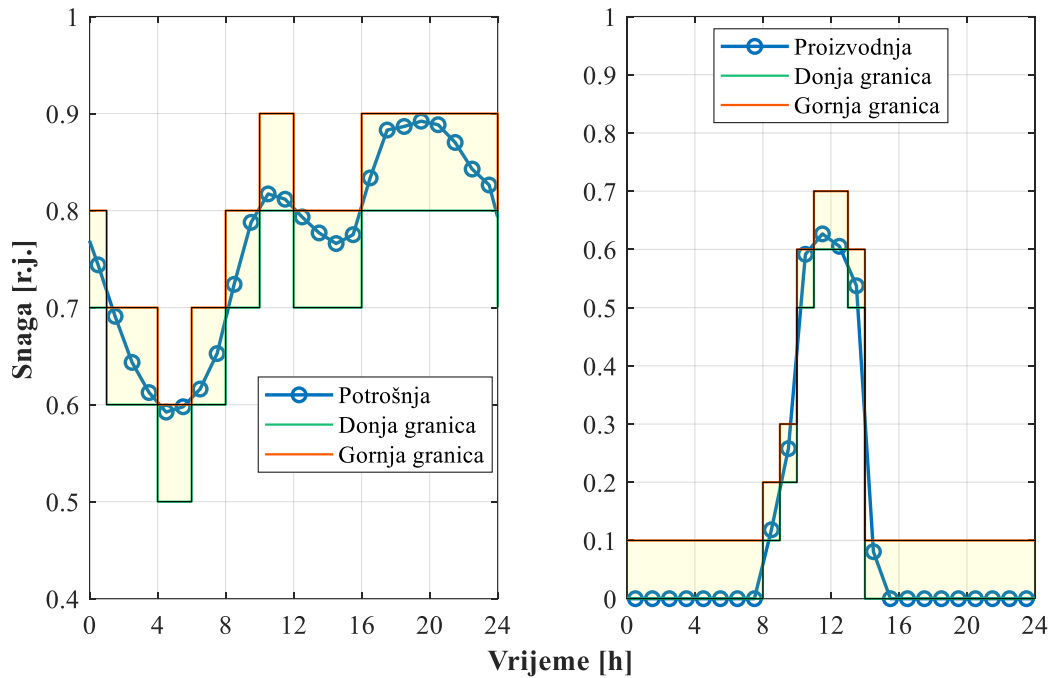 Snaga [r.j.]
1
0.9
0.8
0.7
0.6
0.5
0.4
0 4 8 12 16 20 24
Potrošnja
Donja granica
Gornja granica
1
0.9
0.8
0.7
0.6
0.5
0.4
0.3
0.2
0.1
0
0 4 8 12 16 20 24
Proizvodnja
Donja granica
Gornja granica
Vrijeme [h]